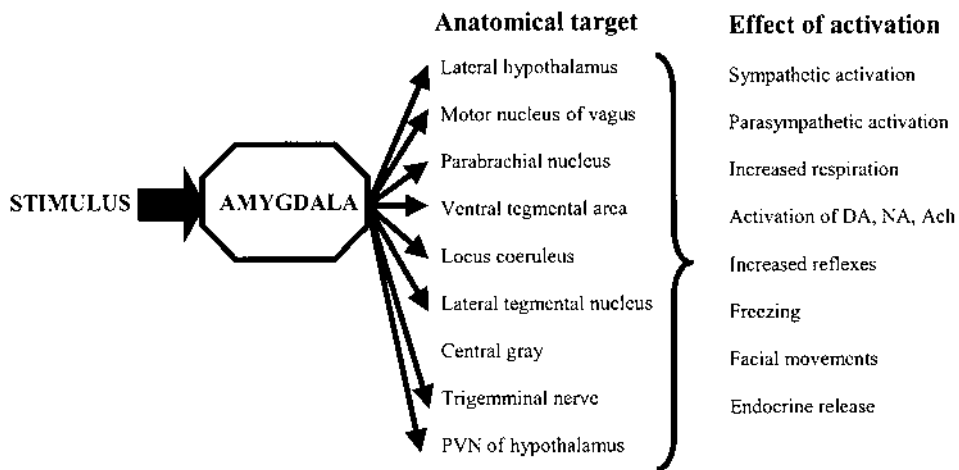 Anatomical target
Effect of activation
STIMULUS
AMYGDALA
Lateral hypothalamus
Motor nucleus of vagus
Parabrachial nucleus
Ventral tegmental area
Locus coeruleus
Lateral tegmental nucleus
Central gray
Trigemminal nerve
PVN of hypothalamus
Sympathetic activation
Parasympathetic activation
Increased respiration
Activation of DA, NA, Ach
Increased reflexes
Freezing
Facial movements
Endocrine release